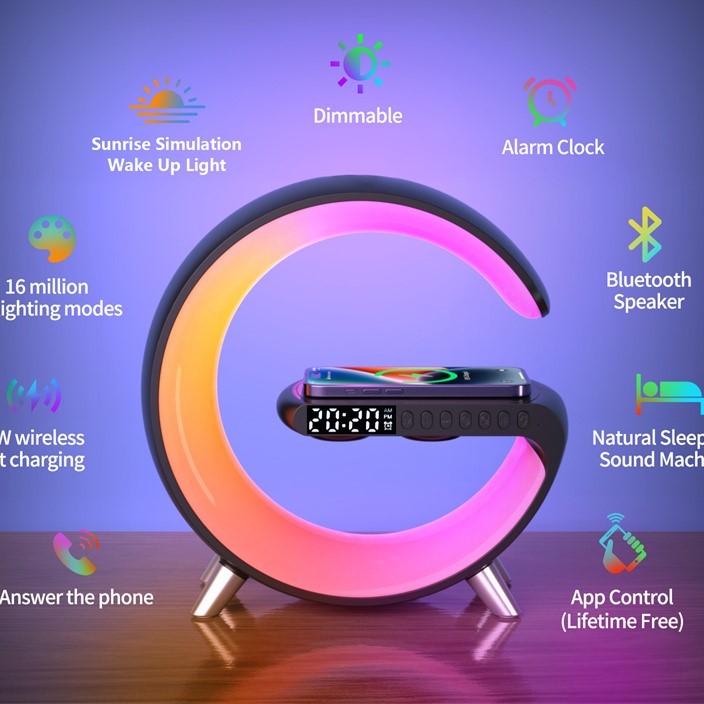 Dimmable
Sunrise Simulation
Wake Up Light
Alarm Clock
16 million
ighting modes
Bluetooth
Speaker
20:20
AM
PM
W wireless
t charging
Natural Sleep
Sound Mach
Answer the phone
App Control
(Lifetime Free)